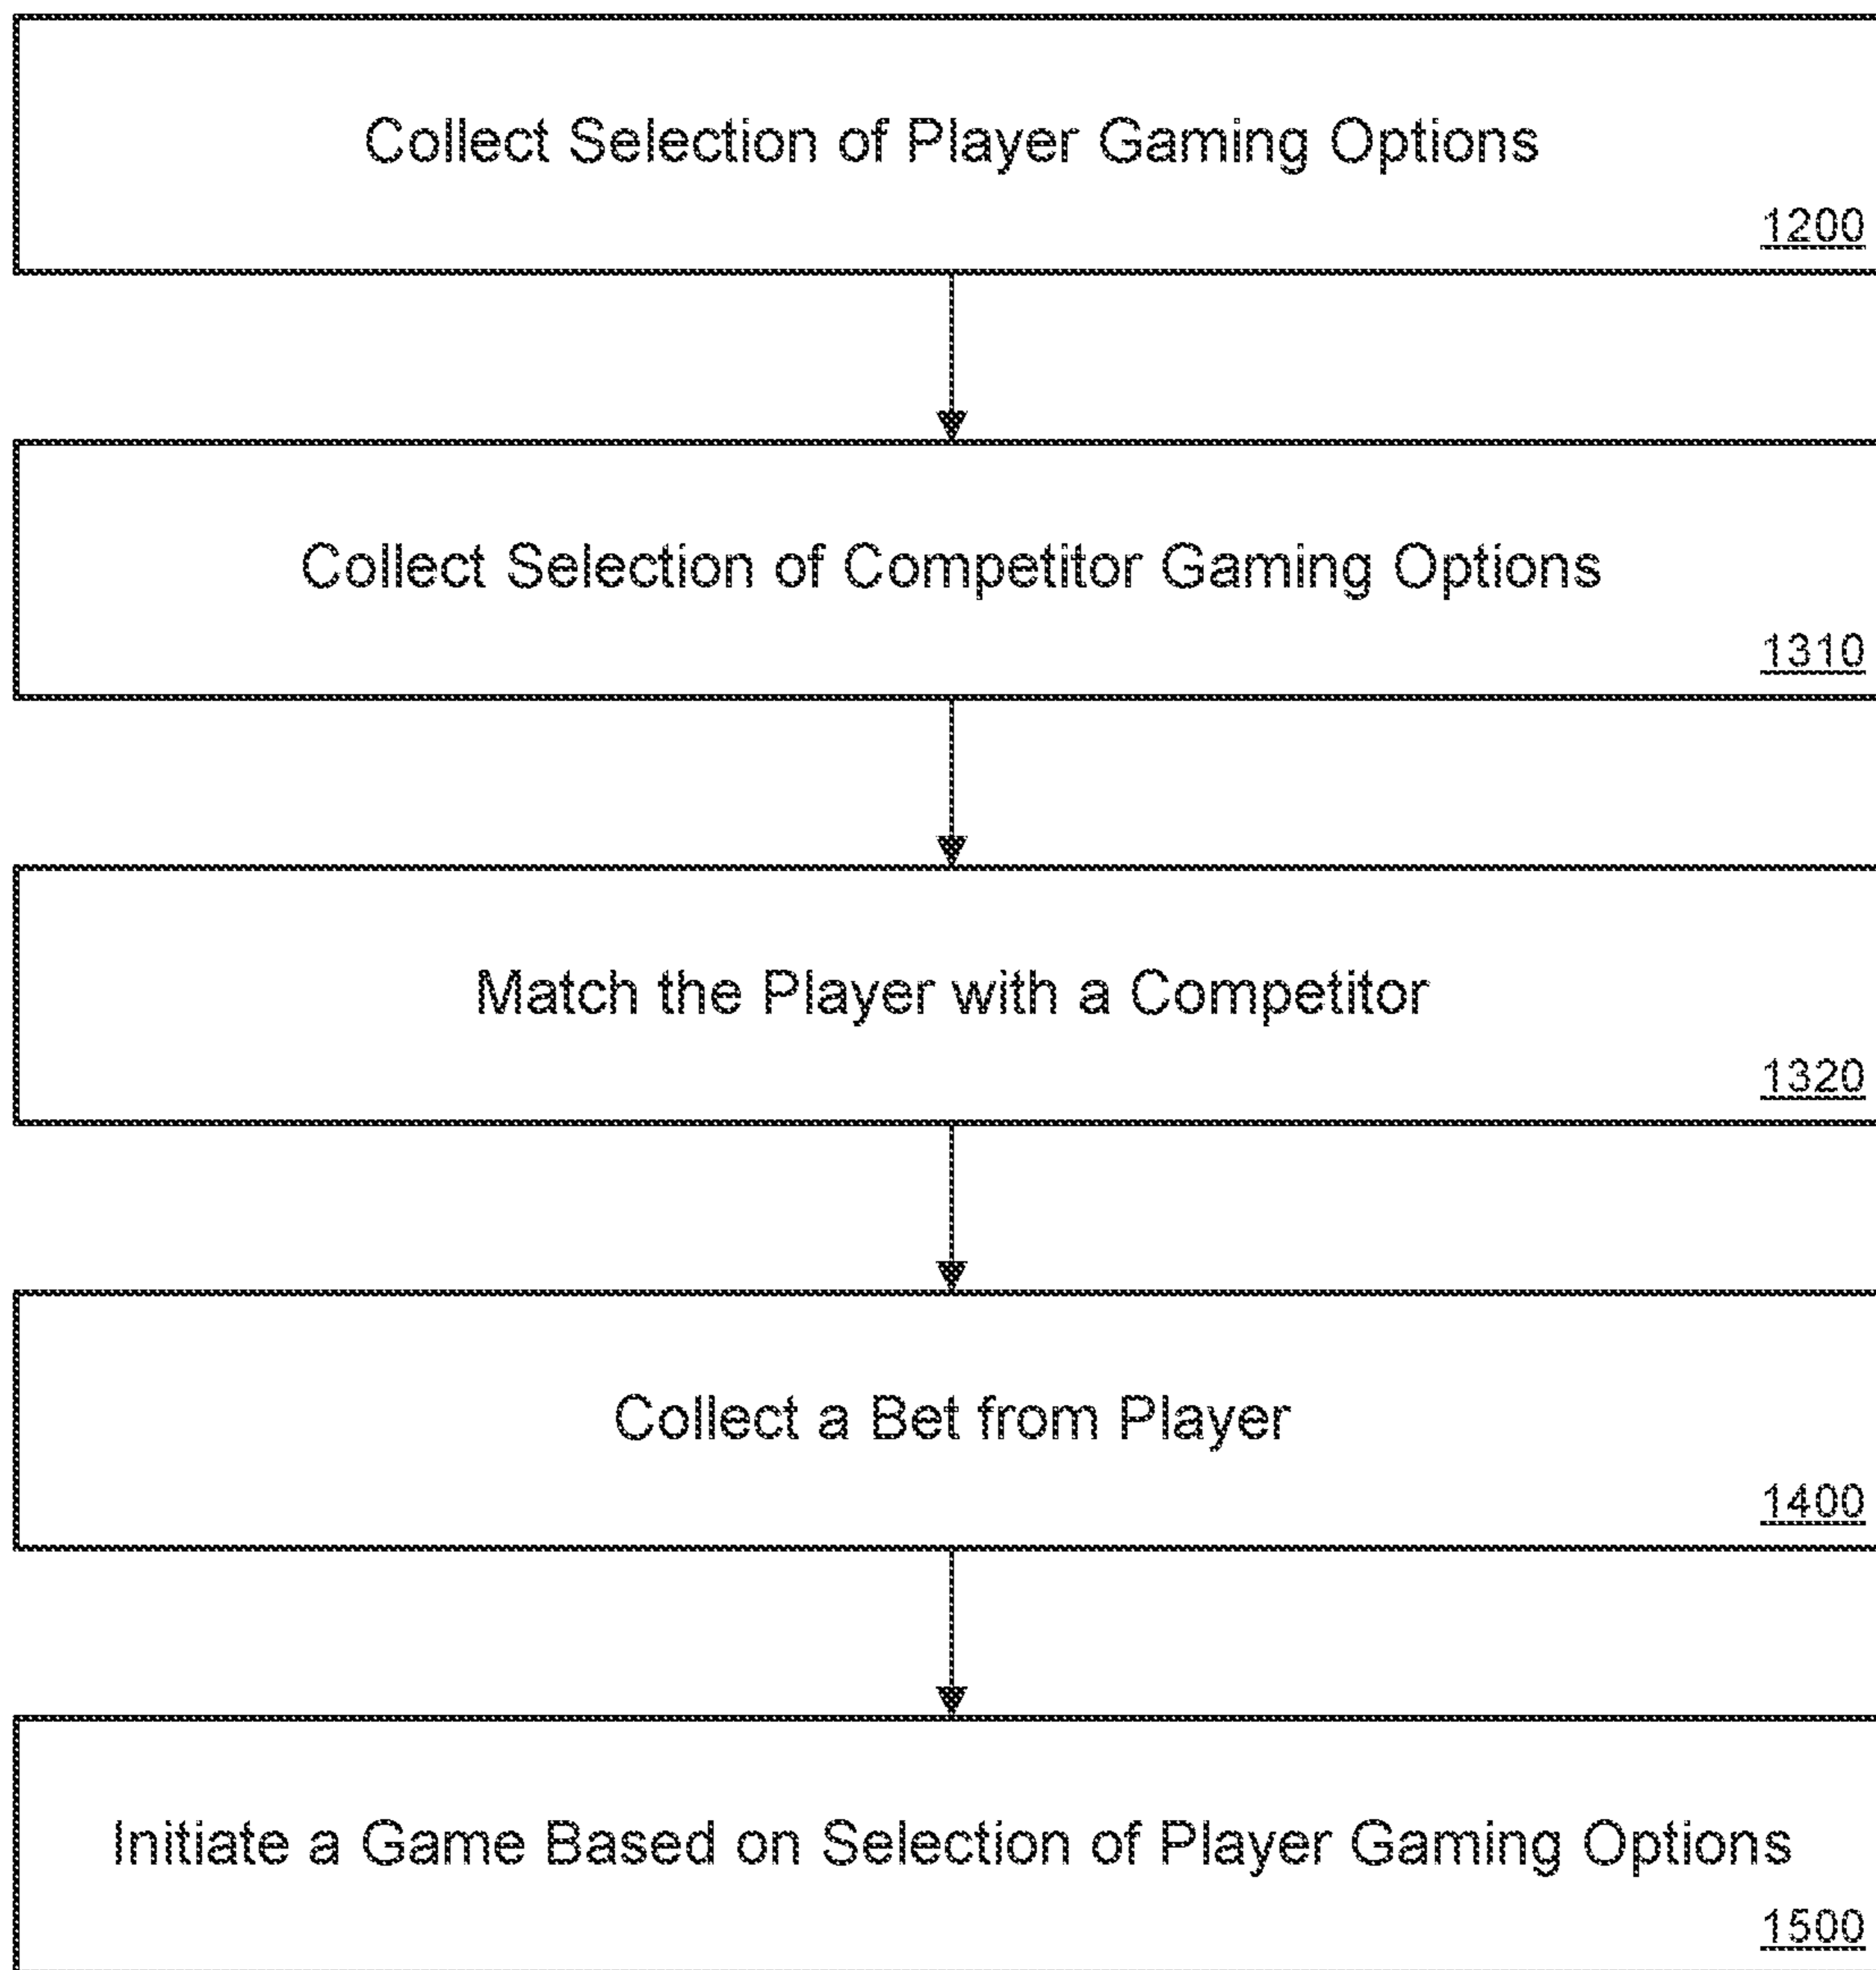 Collect Selection of Player Gaming Options
1200
Collect Selection of Competitor Gaming Options
1310
Match the Player with a Competitor
1320
Collect a Bet from Player
1400
Initiate a Game Based on Selection of Player Gaming Options
1500